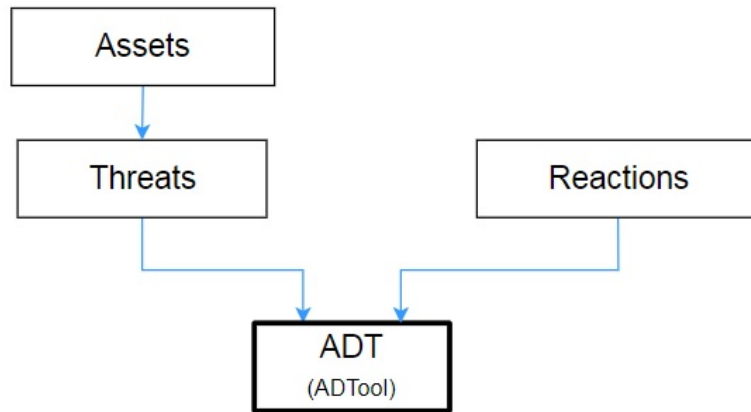 Assets
Threats
Reactions
ADT
(ADTool)